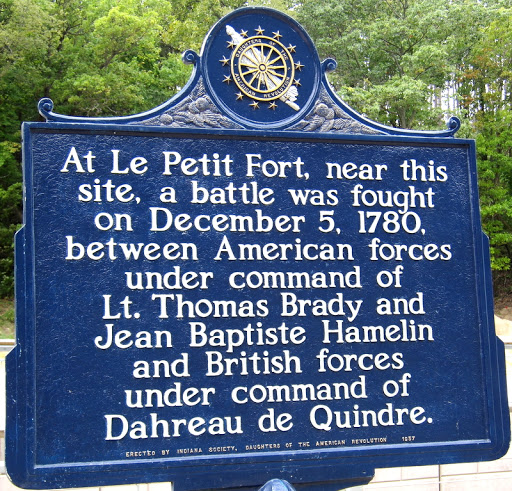 At Le Petit Fort, near this
site, a battle was fought
on December 5, 1780,
between American forces
under command of
Lt. Thomas Brady and
Jean Baptiste Hamelin
and British forces
under command of
Dahreau de Quindre.
ERECTED BY INDIANA SOCIETY, DAUGHTERS OF THE AMERICAN REVOLUTION 1957